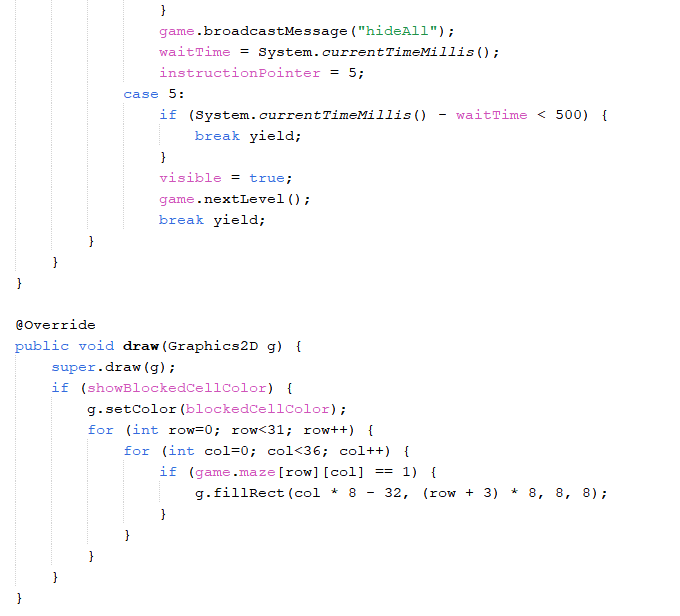 }
                game.broadcastMessage("hideAll");
                waitTime = System.currentTimeMillis();
                instructionPointer = 5;
            case 5:
                if (System.currentTimeMillis() - waitTime < 500) {
                    break yield;
                }
                visible = true;
                game.nextLevel();
                break yield;
        }
    }
}

@Override
public void draw(Graphics2D g) {
    super.draw(g);
    if (showBlockedCellColor) {
        g.setColor(blockedCellColor);
        for (int row=0; row<31; row++) {
            for (int col=0; col<36; col++) {
                if (game.maze[row][col] == 1) {
                    g.fillRect(col * 8 - 32, (row + 3) * 8, 8, 8);
                }
            }
        }
    }
}